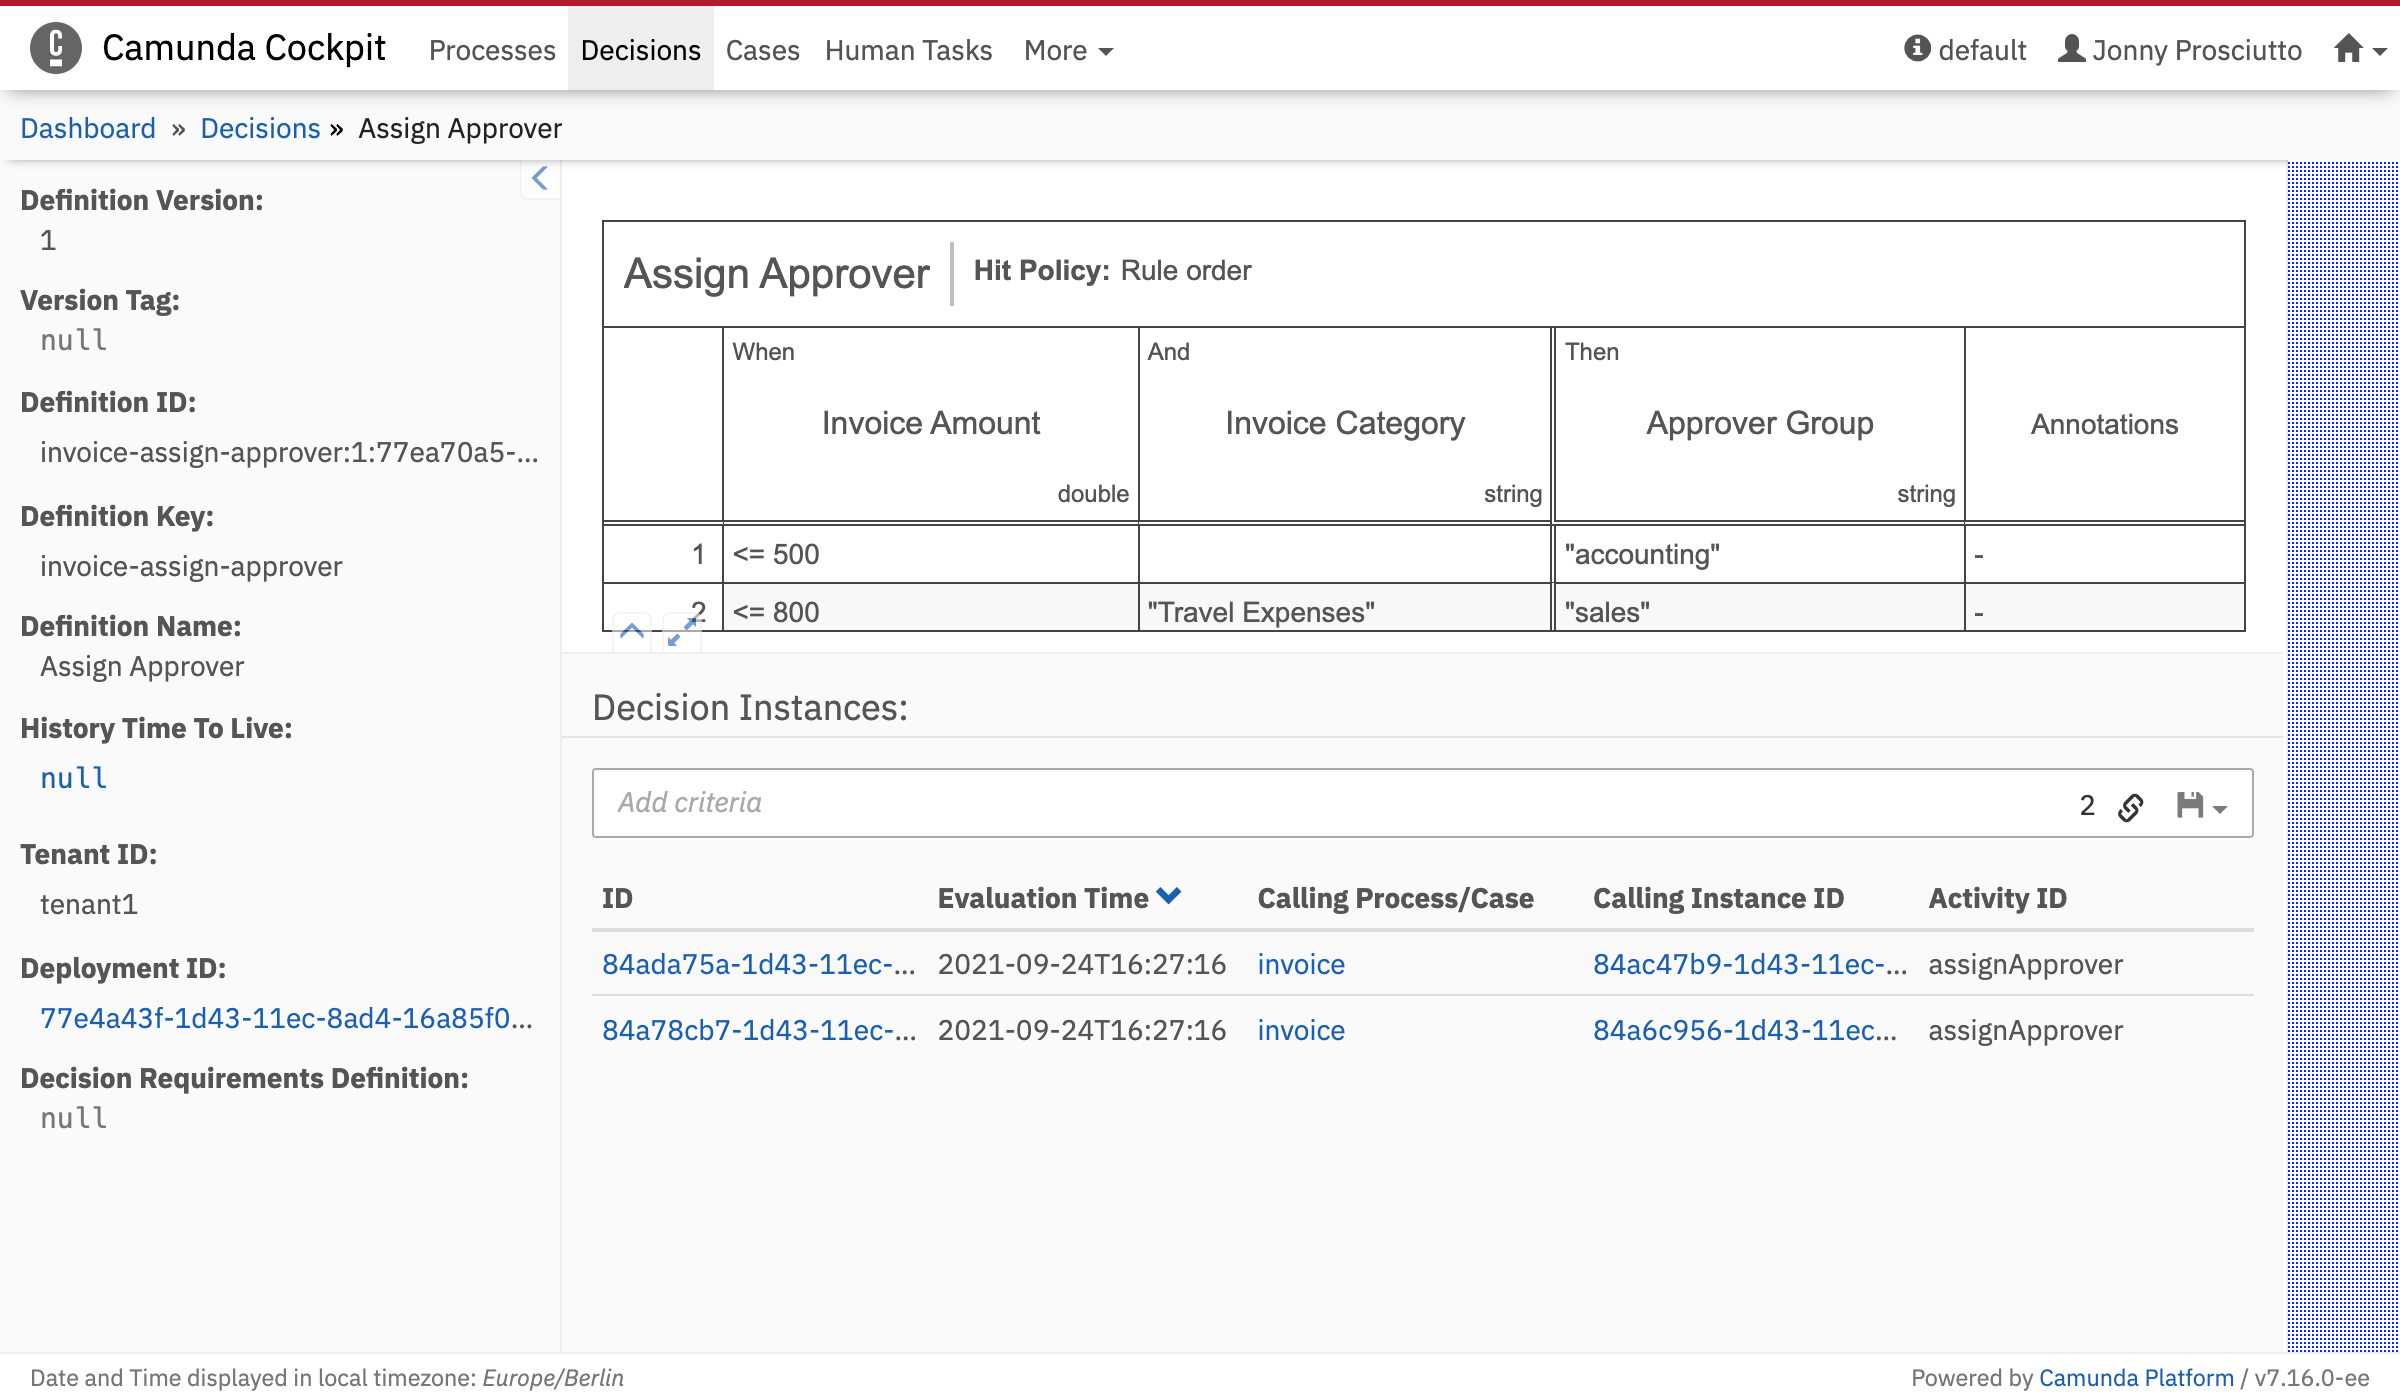 Camunda Cockpit Processes Decisions Cases Human Tasks More default Jonny Prosciutto
Dashboard » Decisions » Assign Approver
Definition Version:
1
Version Tag:
null
Definition ID:
invoice-assign-approver:1:77ea70a5-...
Definition Key:
invoice-assign-approver
Definition Name:
Assign Approver
History Time To Live:
null
Tenant ID:
tenant1
Deployment ID:
77e4a43f-1d43-11ec-8ad4-16a85f0...
Decision Requirements Definition:
null
Assign Approver Hit Policy: Rule order
When And Then
Invoice Amount Invoice Category Approver Group Annotations
double string string
1 <= 500 "accounting" -
2 <= 800 "Travel Expenses" "sales" -
Decision Instances:
Add criteria 2
ID Evaluation Time Calling Process/Case Calling Instance ID Activity ID
84ada75a-1d43-11ec-... 2021-09-24T16:27:16 invoice 84ac47b9-1d43-11ec-... assignApprover
84a78cb7-1d43-11ec-... 2021-09-24T16:27:16 invoice 84a6c956-1d43-11ec... assignApprover
Date and Time displayed in local timezone: Europe/Berlin Powered by Camunda Platform / v7.16.0-ee